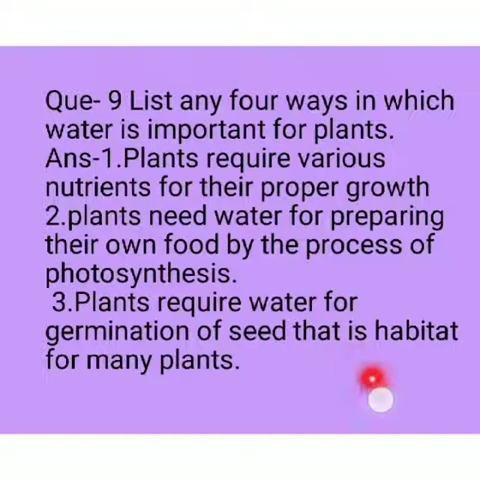 Que- 9 List any four ways in which
water is important for plants.
Ans-1.Plants require various
nutrients for their proper growth
2.plants need water for preparing
their own food by the process of
photosynthesis.
3.Plants require water for
germination of seed that is habitat
for many plants.